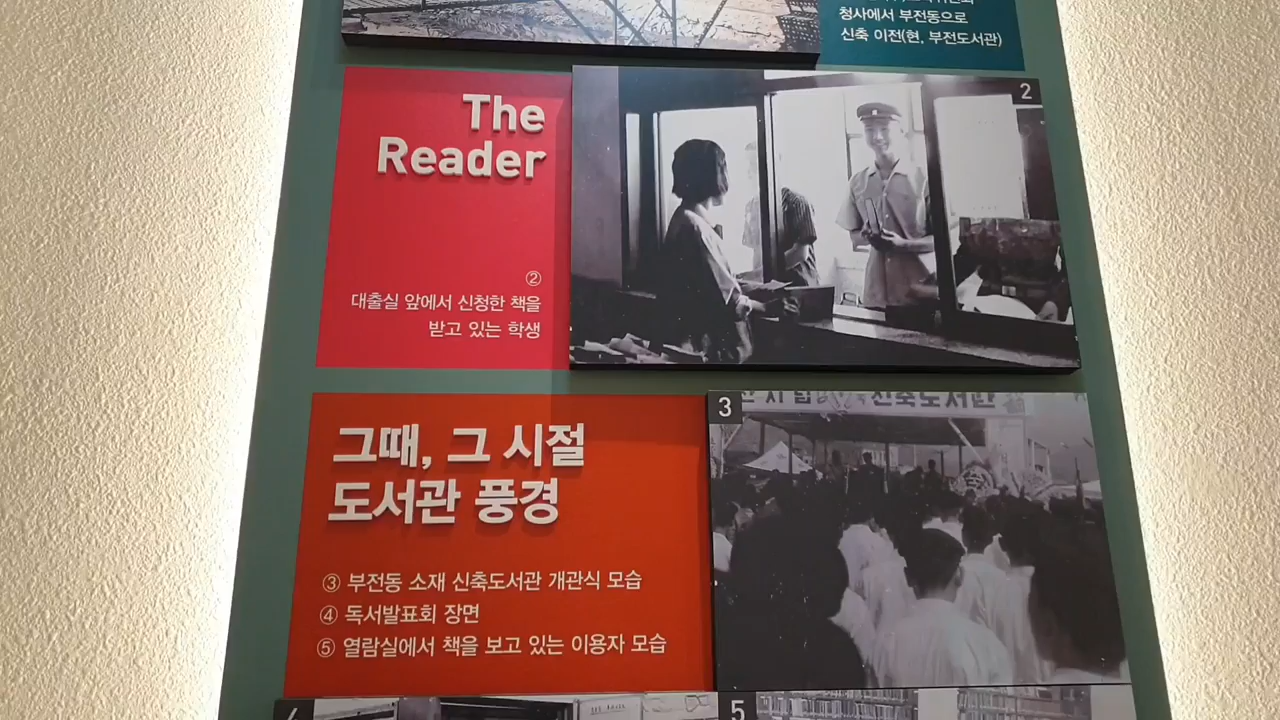 청사에서 부전동으로
신축 이전(현, 부전도서관)
The
Reader
2
②
대출실 앞에서 신청한 책을
받고 있는 학생
3
신축도서관
그때, 그 시절
도서관 풍경
③ 부전동 소재 신축도서관 개관식 모습
④ 독서발표회 장면
⑤ 열람실에서 책을 보고 있는 이용자 모습
4
5